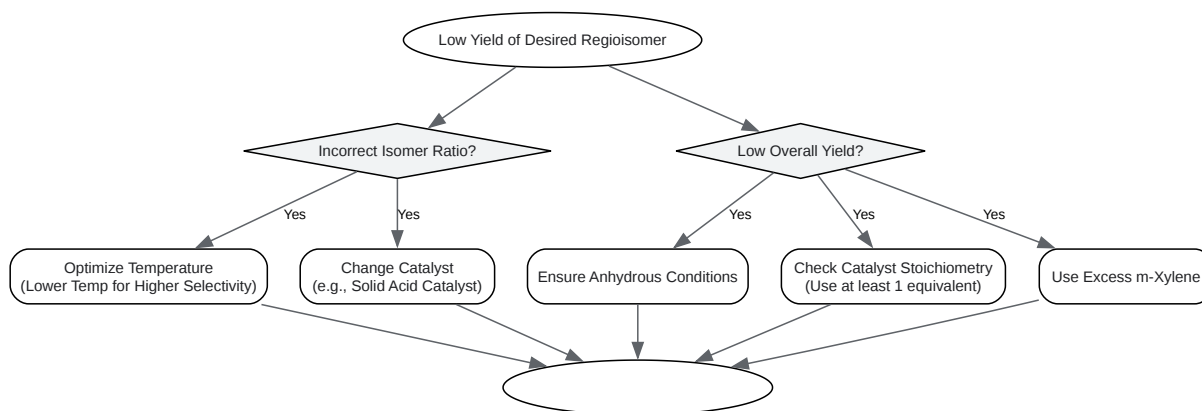 Low Yield of Desired Regioisomer
Incorrect Isomer Ratio?
Low Overall Yield?
Yes
Yes
Yes
Yes
Yes
Optimize Temperature
(Lower Temp for Higher Selectivity)
Change Catalyst
(e.g., Solid Acid Catalyst)
Ensure Anhydrous Conditions
Check Catalyst Stoichiometry
(Use at least 1 equivalent)
Use Excess m-Xylene